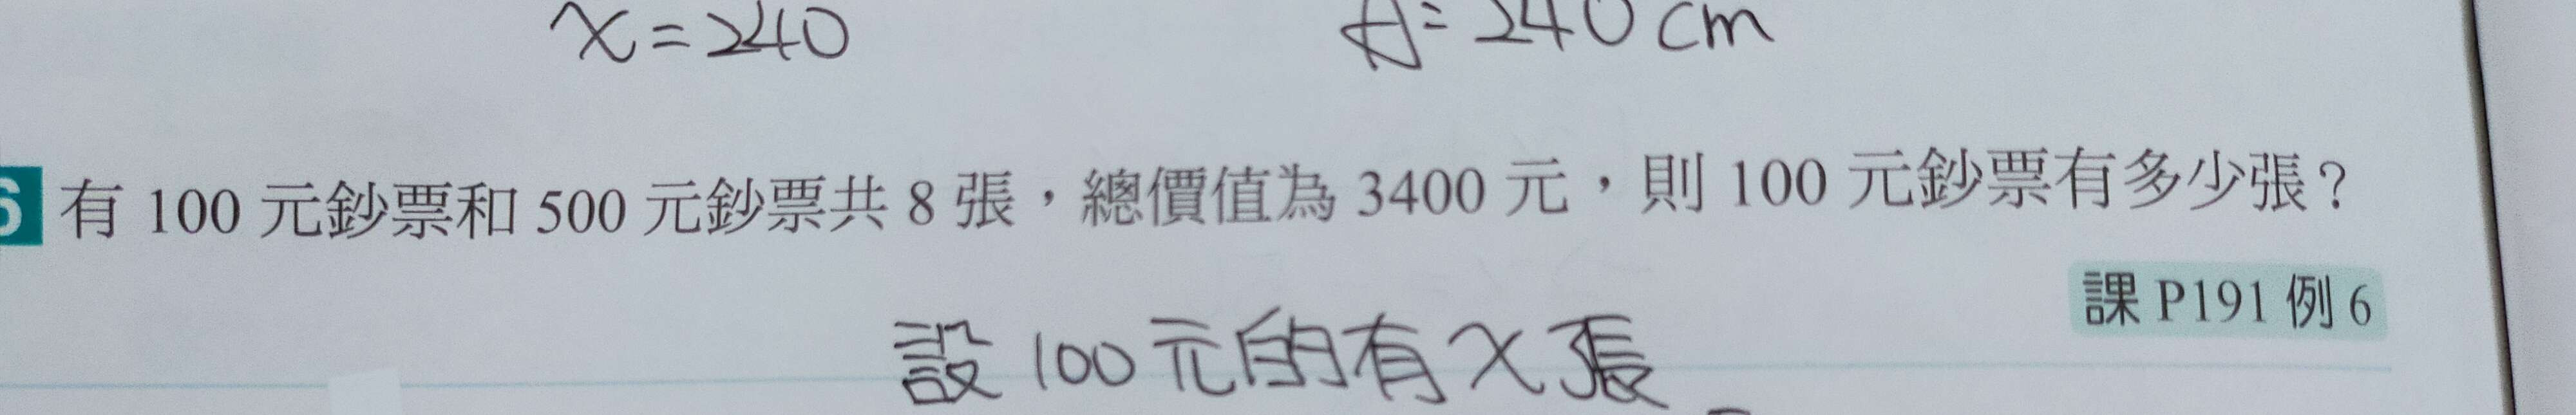 x=240 A=240cm
6 有 100 元鈔票和 500 元鈔票共 8 張，總價值為 3400 元，則 100 元鈔票有多少張？
課 P191 例 6
設 100 元的有 x 張